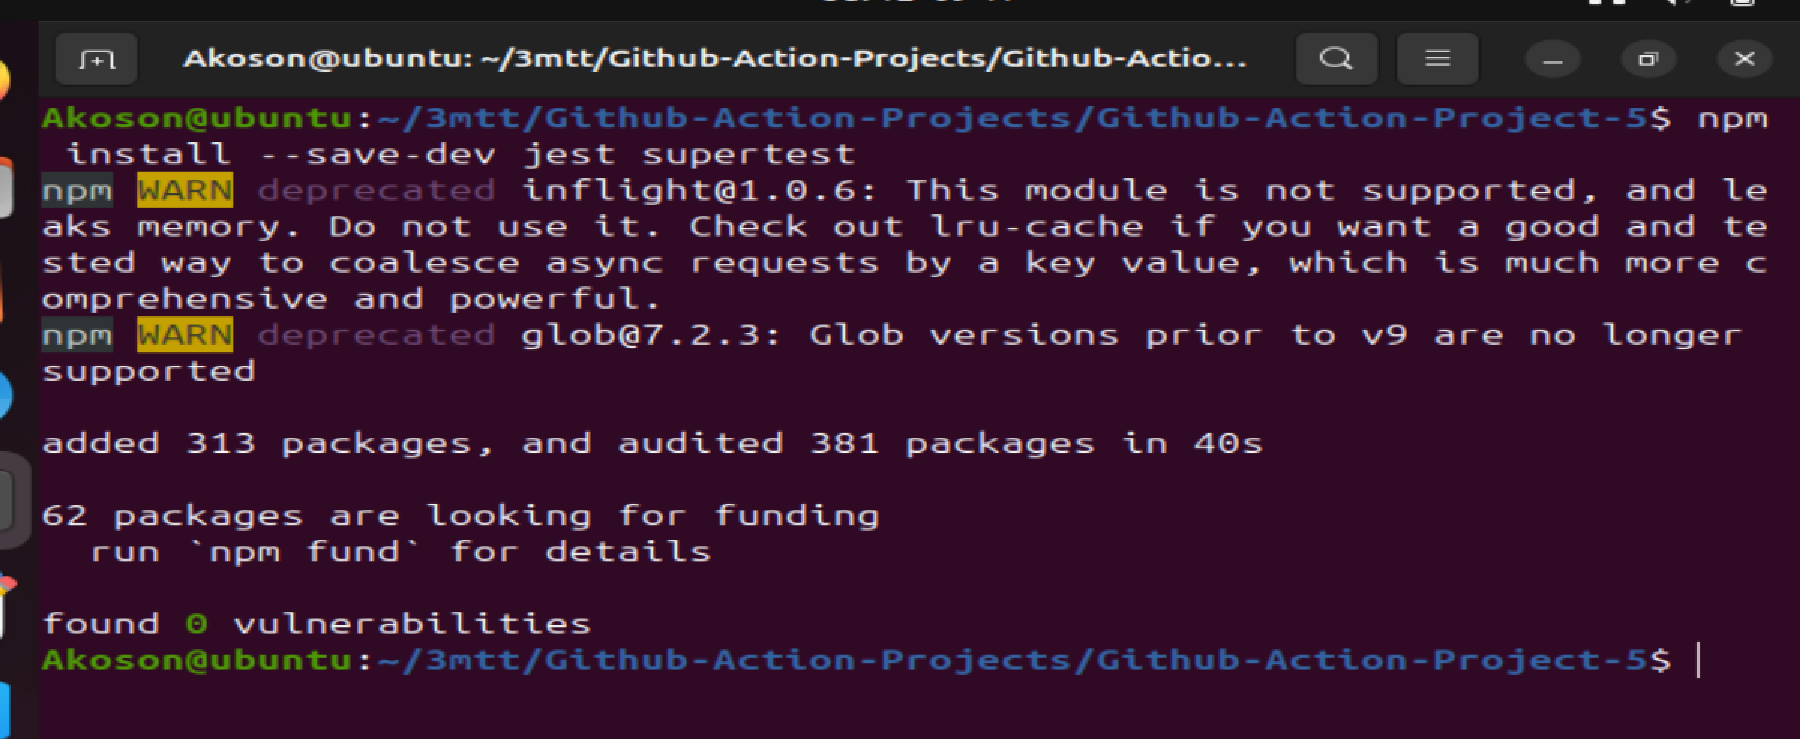 Akoson@ubuntu: ~/3mtt/Github-Action-Projects/Github-Actio...
Akoson@ubuntu:~/3mtt/Github-Action-Projects/Github-Action-Project-5$ npm
 install --save-dev jest supertest
npm WARN deprecated inflight@1.0.6: This module is not supported, and le
aks memory. Do not use it. Check out lru-cache if you want a good and te
sted way to coalesce async requests by a key value, which is much more c
omprehensive and powerful.
npm WARN deprecated glob@7.2.3: Glob versions prior to v9 are no longer
supported
added 313 packages, and audited 381 packages in 40s
62 packages are looking for funding
  run `npm fund` for details
found 0 vulnerabilities
Akoson@ubuntu:~/3mtt/Github-Action-Projects/Github-Action-Project-5$